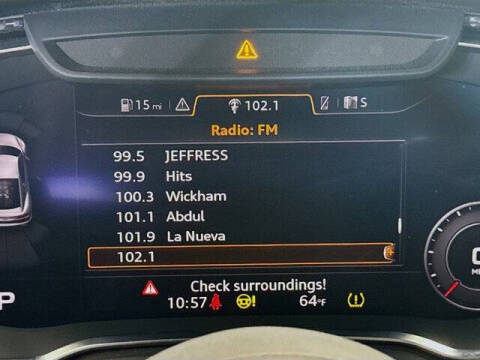 15 mi 102.1 S
Radio: FM
99.5 JEFFRESS
99.9 Hits
100.3 Wickham
101.1 Abdul
101.9 La Nueva
102.1
Check surroundings!
P 10:57 64°F